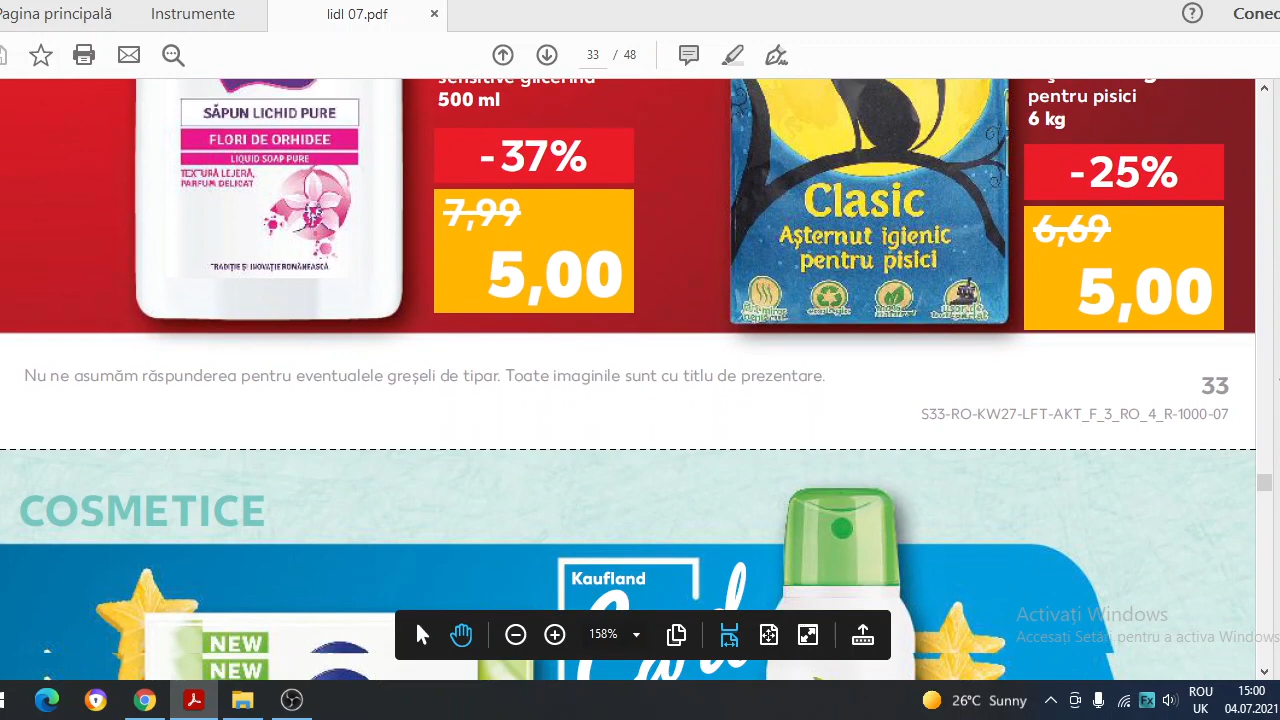 Pagina principală
Instrumente
lidl 07.pdf
×
Conec
33 / 48
sensitive glicerină
500 ml
-37%
7,99
5,00
SĂPUN LICHID PURE
FLORI DE ORHIDEE
LIQUID SOAP PURE
TEXTURĂ LEJERĂ,
PARFUM DELICAT
TRADIȚIE ȘI INOVAȚIE ROMÂNEASCĂ
Clasic
Așternut igienic
pentru pisici
pentru pisici
6 kg
-25%
6,69
5,00
Nu ne asumăm răspunderea pentru eventualele greșeli de tipar. Toate imaginile sunt cu titlu de prezentare.
33
S33-RO-KW27-LFT-AKT_F_3_RO_4_R-1000-07
COSMETICE
Kaufland
Card
NEW
NEW
158%
Activați Windows
Accesați Setări pentru a activa Windows
26°C Sunny
ROU
UK
15:00
04.07.2021